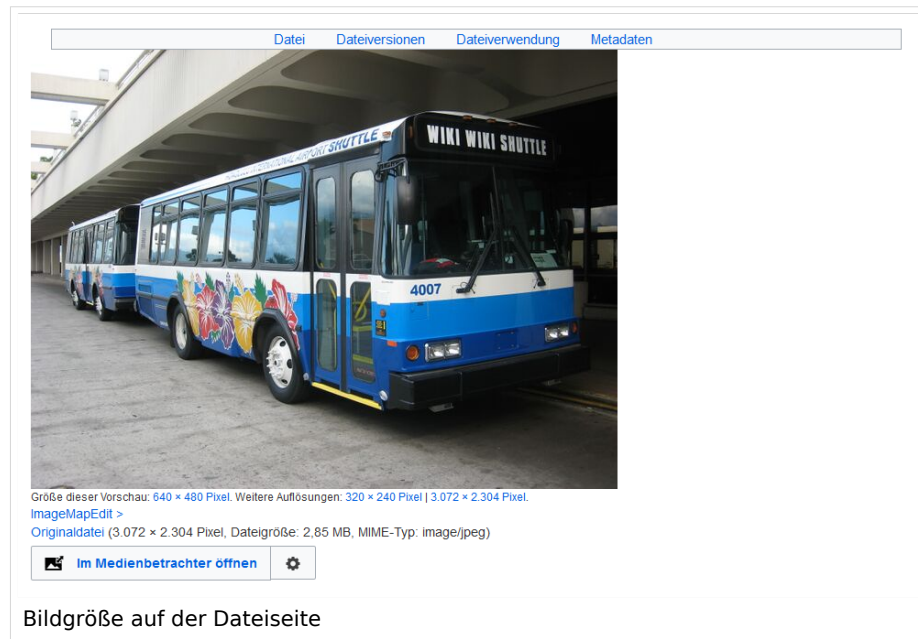 Datei Dateiversionen Dateiverwendung Metadaten
WIKI WIKI SHUTTLE
INTERNATIONAL AIRPORT SHUTTLE
4007
Größe dieser Vorschau: 640 × 480 Pixel. Weitere Auflösungen: 320 × 240 Pixel | 3.072 × 2.304 Pixel.
ImageMapEdit >
Originaldatei (3.072 × 2.304 Pixel, Dateigröße: 2,85 MB, MIME-Typ: image/jpeg)
Im Medienbetrachter öffnen
Bildgröße auf der Dateiseite